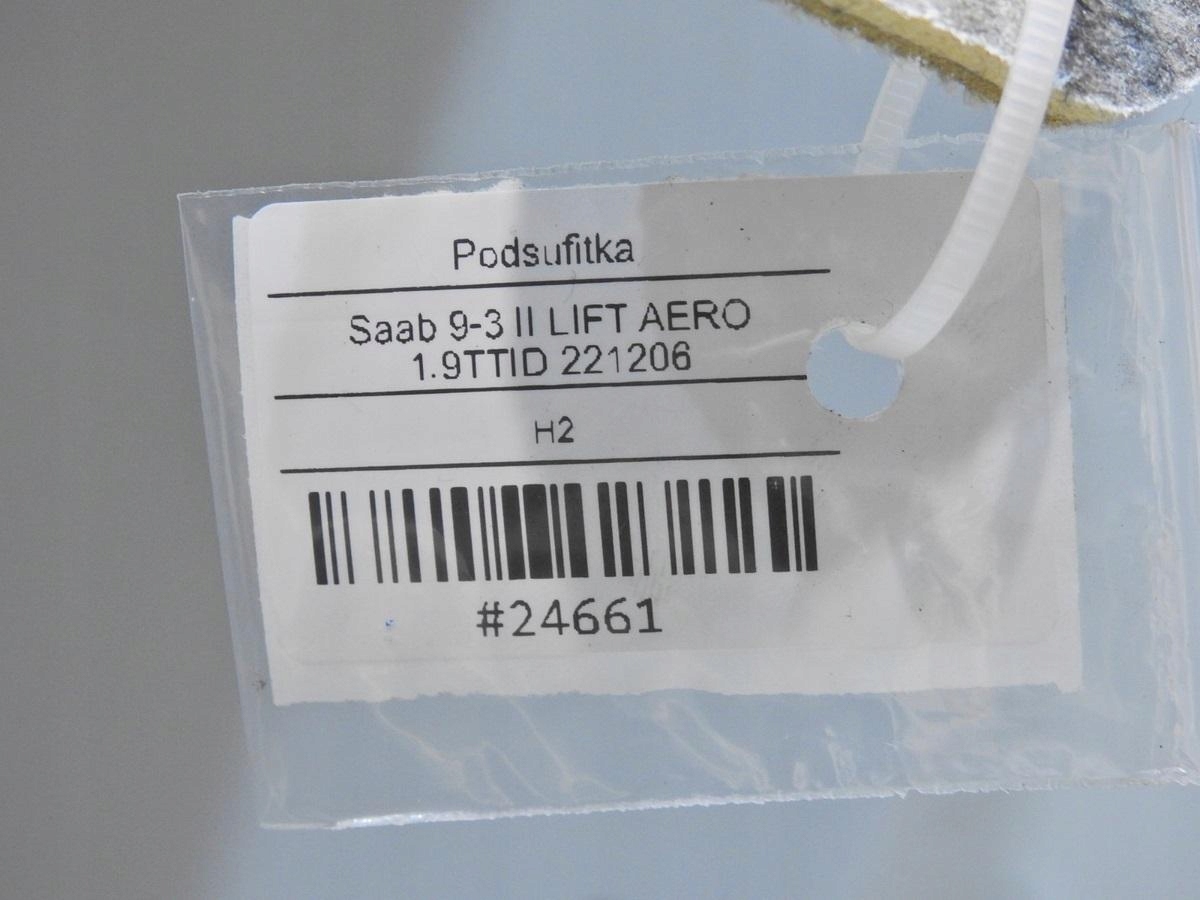 Podsufitka
Saab 9-3 II LIFT AERO
1.9TTID 221206
H2
#24661